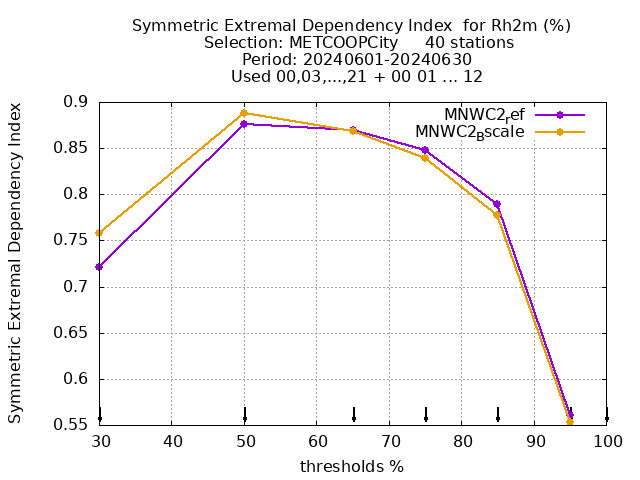 Symmetric Extremal Dependency Index  for Rh2m (%)
Selection: METCOOPCity     40 stations
Period: 20240601-20240630
Used 00,03,...,21 + 00 01 ... 12
MNWC2ref
MNWC2Bscale
Symmetric Extremal Dependency Index
0.9
0.85
0.8
0.75
0.7
0.65
0.6
0.55
30 40 50 60 70 80 90 100
thresholds %